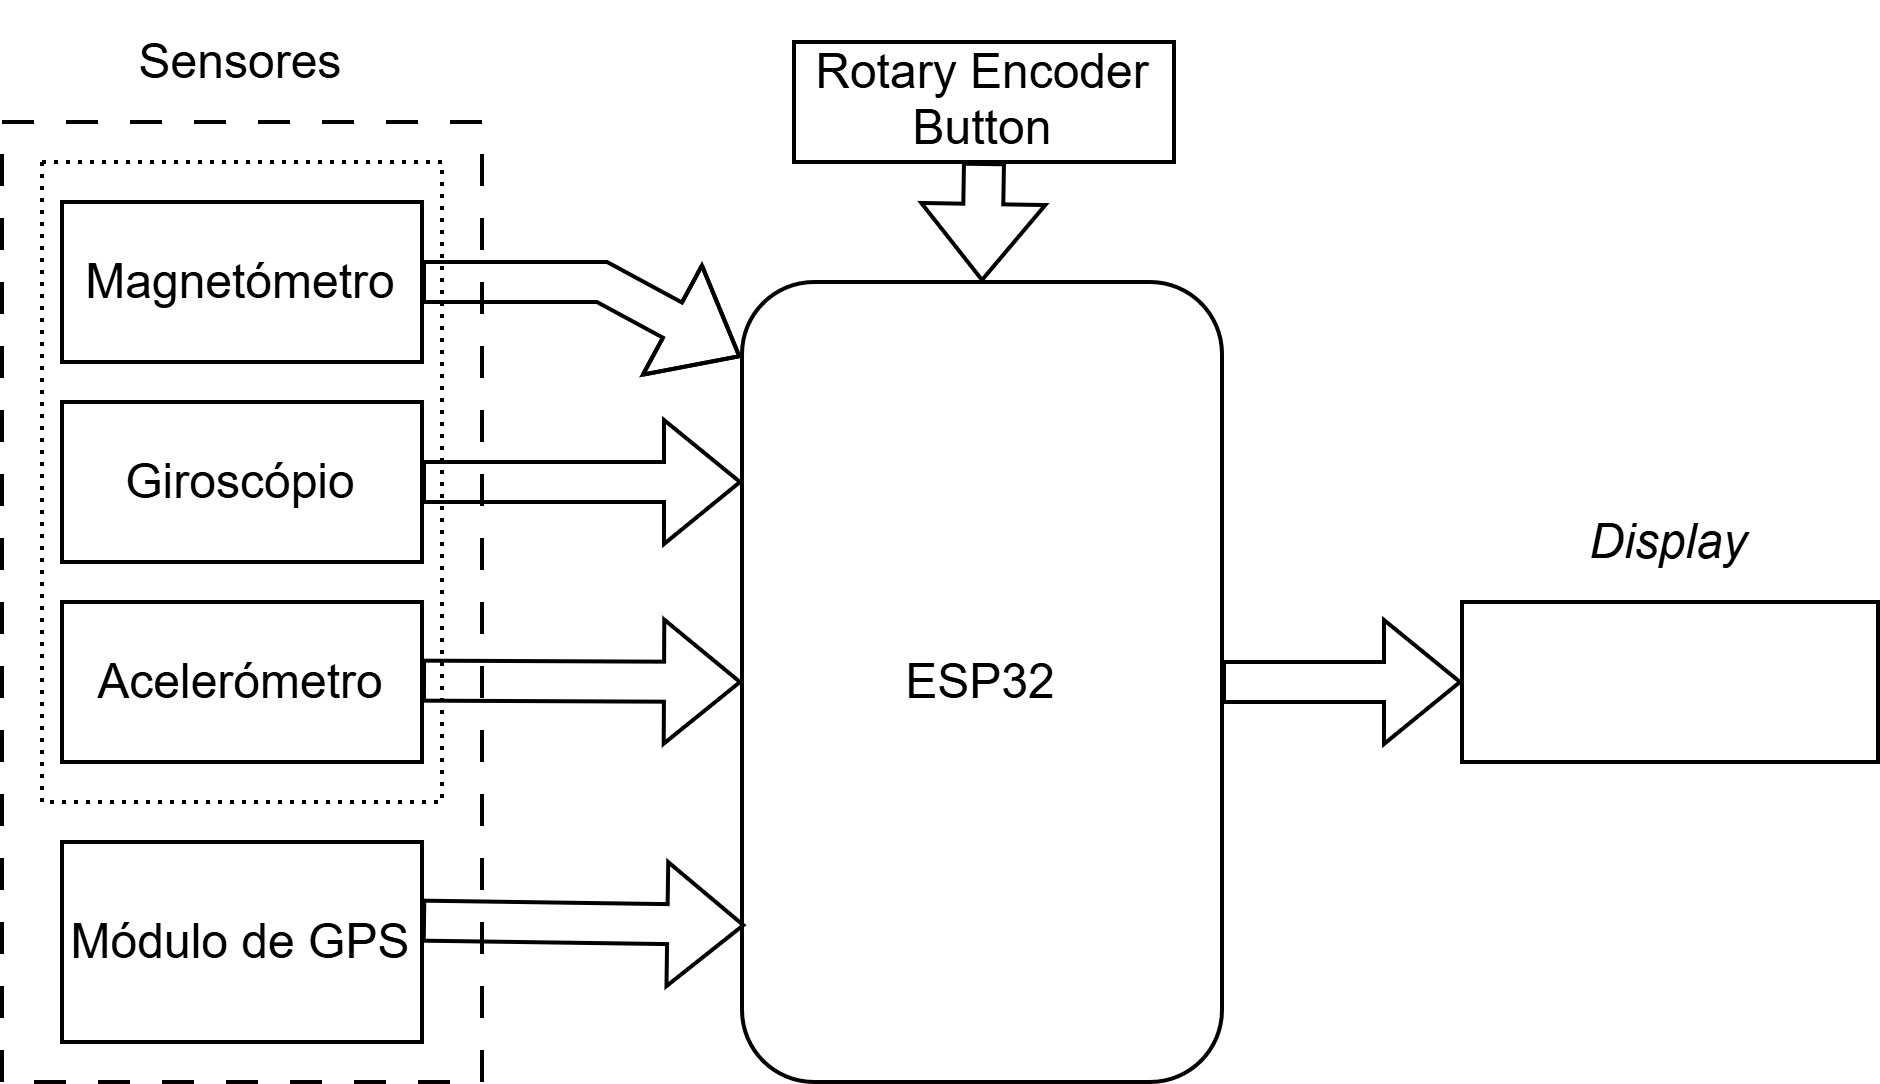 Sensores
Rotary Encoder
Button
Magnetómetro
Giroscópio
Acelerómetro
Módulo de GPS
ESP32
Display